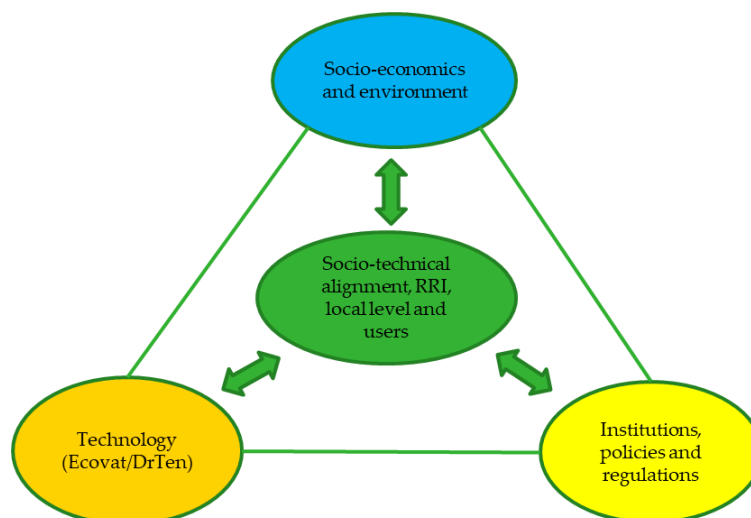 Socio-economics
and environment
Socio-technical
alignment, RRI,
local level and
users
Technology
(Ecovat/DrTen)
Institutions,
policies and
regulations